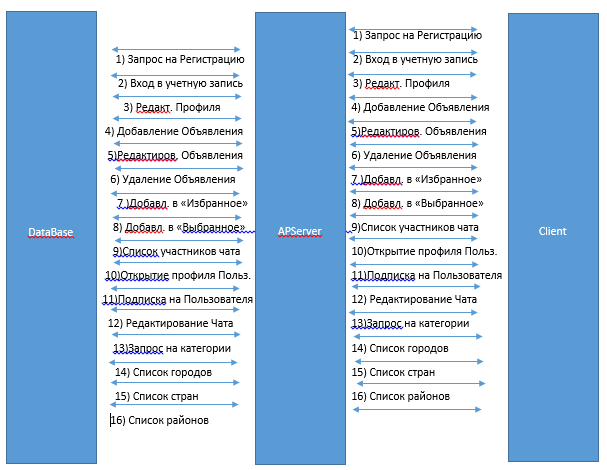 DataBase
1) Запрос на Регистрацию
2) Вход в учетную запись
3) Редакт. Профиля
4) Добавление Объявления
5)Редактиров. Объявления
6) Удаление Объявления
7.)Добавл. в «Избранное»
8) Добавл. в «Выбранное»
9)Список участников чата
10)Открытие профиля Польз.
11)Подписка на Пользователя
12) Редактирование Чата
13)Запрос на категории
14) Список городов
15) Список стран
16) Список районов
APServer
1) Запрос на Регистрацию
2) Вход в учетную запись
3) Редакт. Профиля
4) Добавление Объявления
5)Редактиров. Объявления
6) Удаление Объявления
7.)Добавл. в «Избранное»
8) Добавл. в «Выбранное»
9)Список участников чата
10)Открытие профиля Польз.
11)Подписка на Пользователя
12) Редактирование Чата
13)Запрос на категории
14) Список городов
15) Список стран
16) Список районов
Client